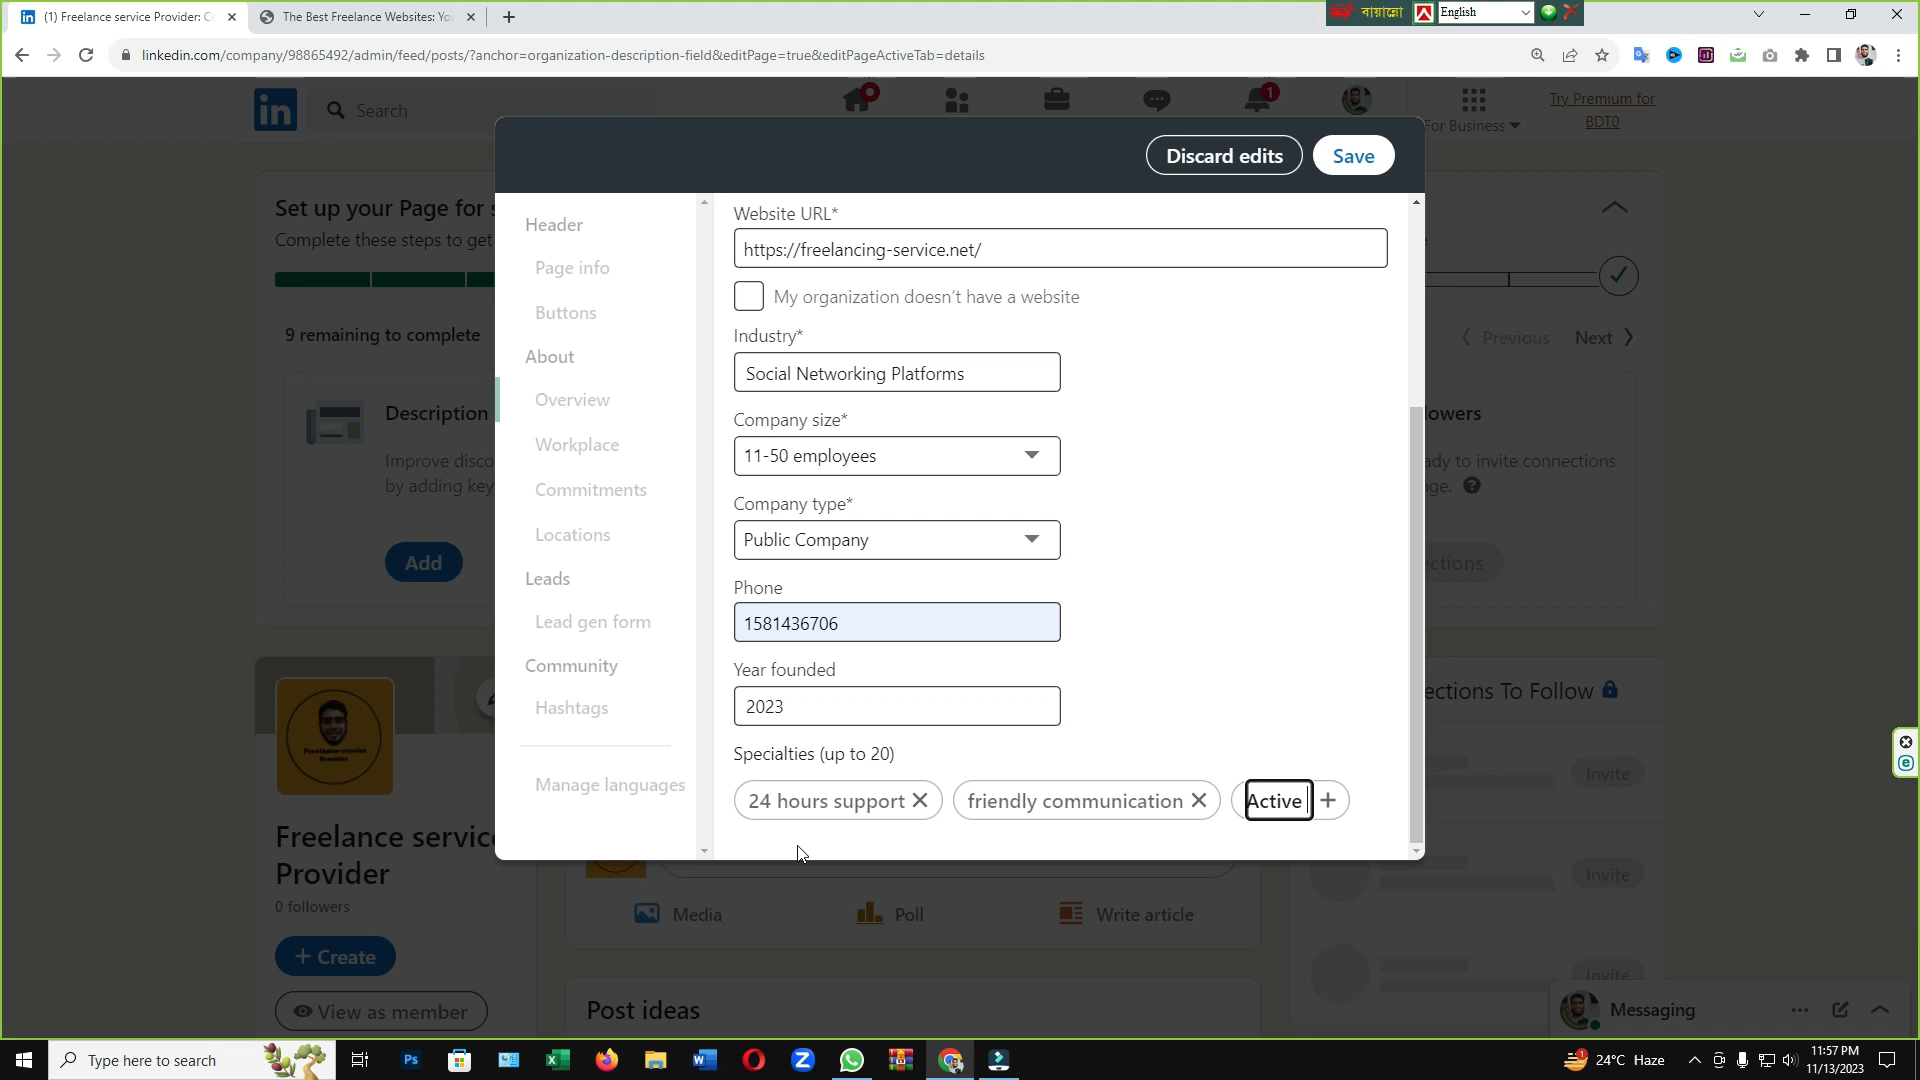 (1) Freelance service Provider: Co
The Best Freelance Websites: Yo
বায়ান্নো
English
linkedin.com/company/98865492/admin/feed/posts/?anchor=organization-description-field&editPage=true&editPageActiveTab=details
in
Search
1
For Business
Try Premium for
BDT0
Discard edits
Save
Set up your Page for s
Complete these steps to get
9 remaining to complete
Previous
Next
Description
Improve disco
by adding key
Add
Header
Page info
Buttons
About
Overview
Workplace
Commitments
Locations
Leads
Lead gen form
Community
Hashtags
Manage languages
Website URL*
https://freelancing-service.net/
My organization doesn't have a website
Industry*
Social Networking Platforms
Company size*
11-50 employees
Company type*
Public Company
Phone
1581436706
Year founded
2023
Specialties (up to 20)
24 hours support
friendly communication
Active
owers
ady to invite connections
age.
ctions
ections To Follow
Invite
Invite
Invite
Freelance-service
Provider
Freelance servic
Provider
0 followers
+ Create
View as member
Media
Poll
Write article
Post ideas
Messaging
Type here to search
Ps
24°C Haze
11:57 PM
11/13/2023